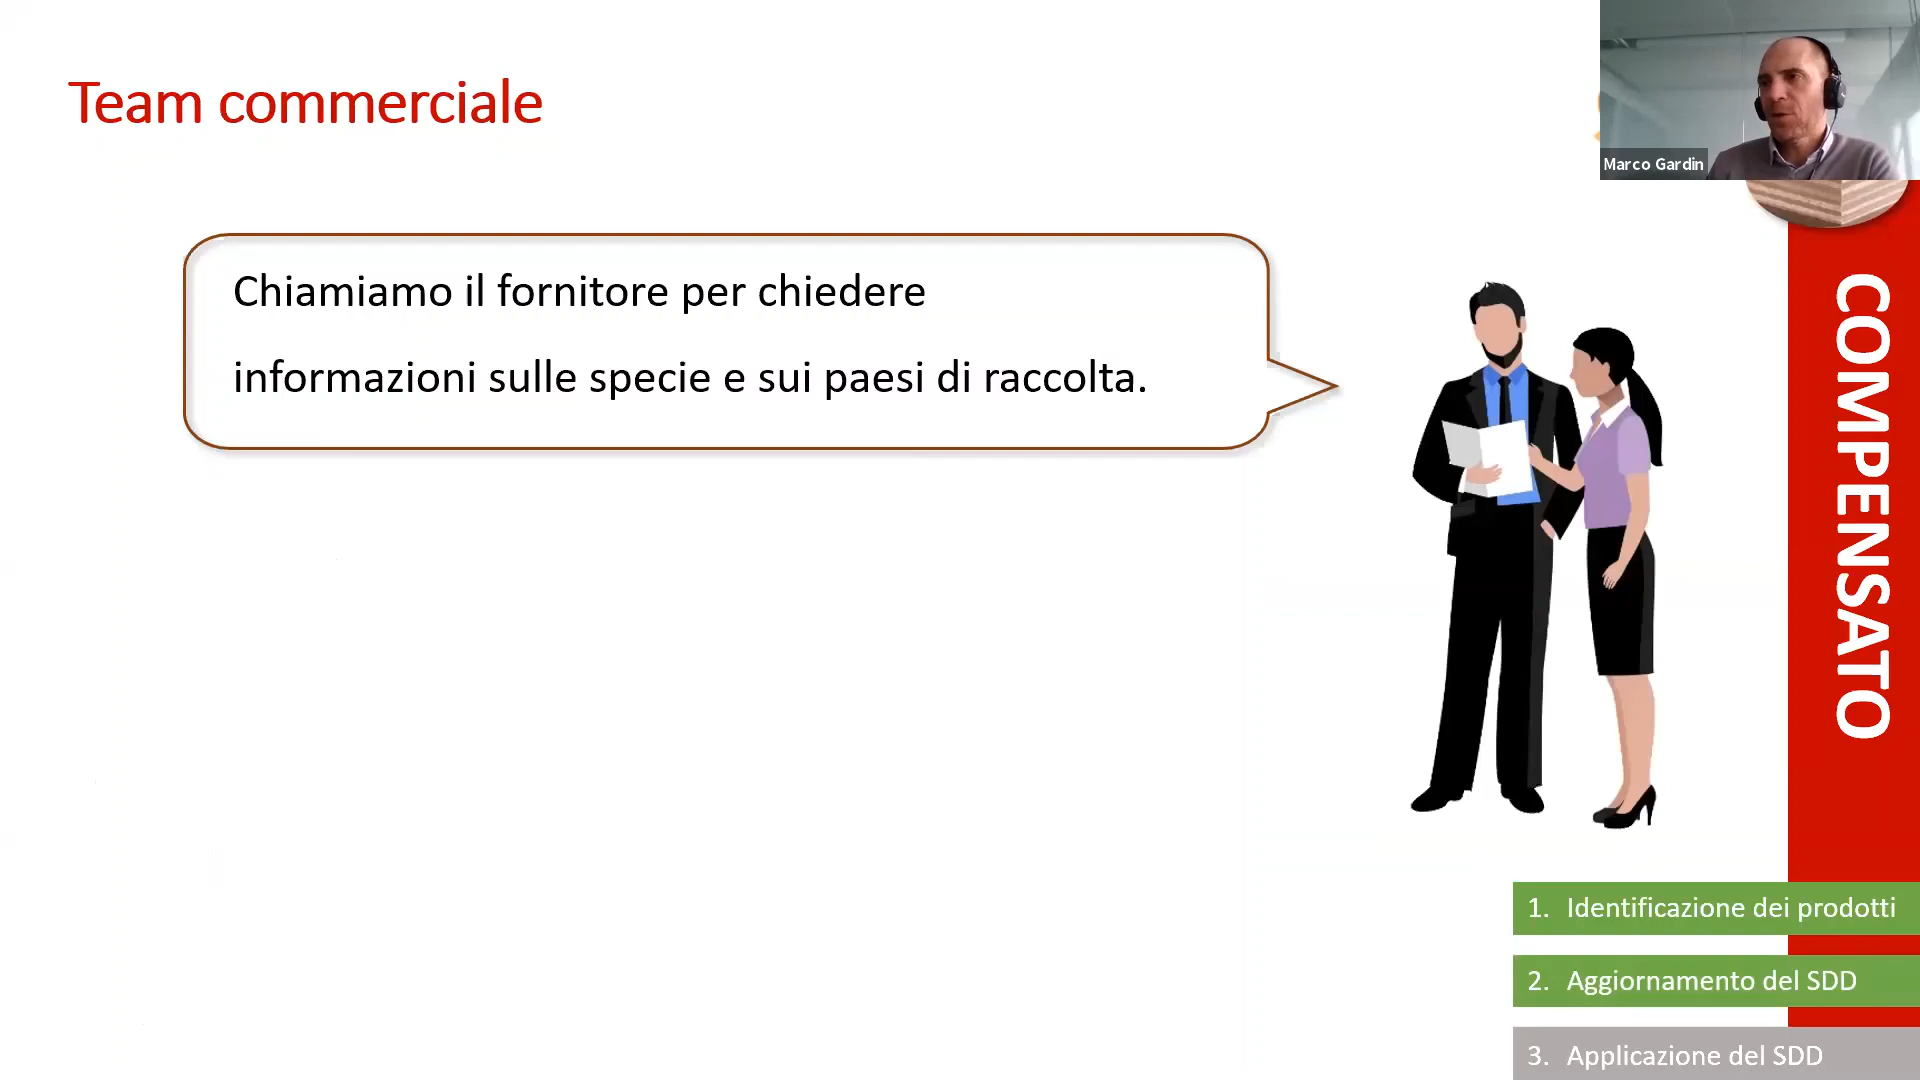 Team commerciale
Marco Gardin
Chiamiamo il fornitore per chiedere
informazioni sulle specie e sui paesi di raccolta.
COMPENSATO
1. Identificazione dei prodotti
2. Aggiornamento del SDD
3. Applicazione del SDD